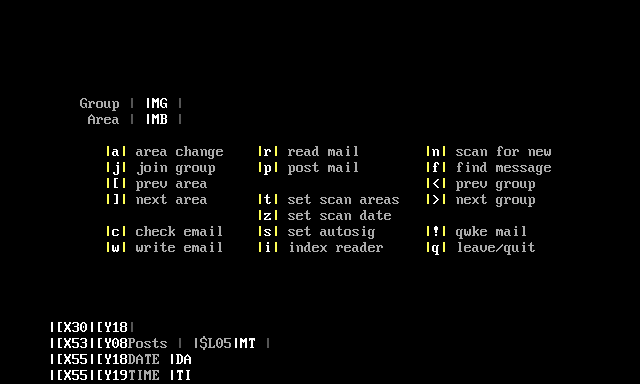 Group | |MG |
Area | |MB |
|a| area change |r| read mail |n| scan for new
|j| join group |p| post mail |f| find message
|[| prev area |<| prev group
|]| next area |t| set scan areas |>| next group
|z| set scan date
|c| check email |s| set autosig |!| qwke mail
|w| write email |i| index reader |q| leave/quit
|[X30|[Y18|
|[X53|[Y08Posts | |$L05|MT |
|[X55|[Y18DATE |DA
|[X55|[Y19TIME |TI